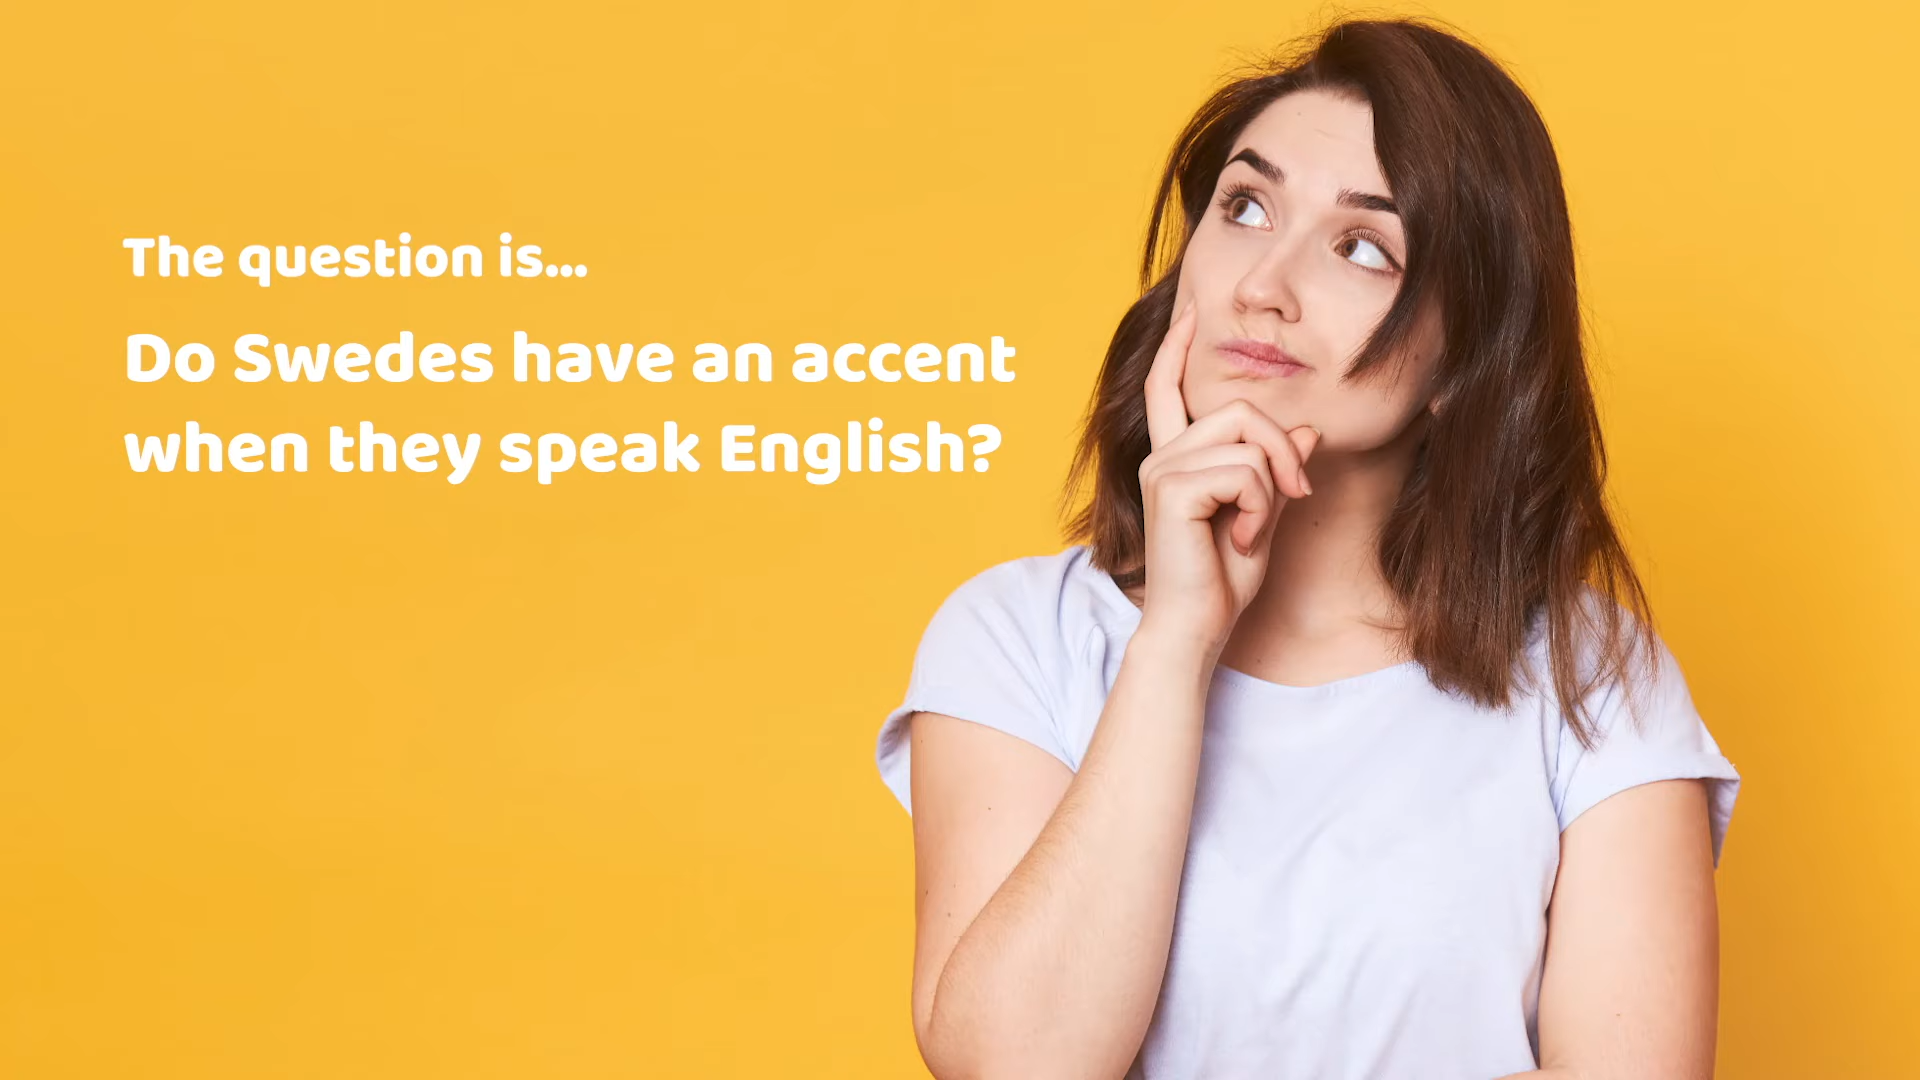 The question is...
Do Swedes have an accent
when they speak English?